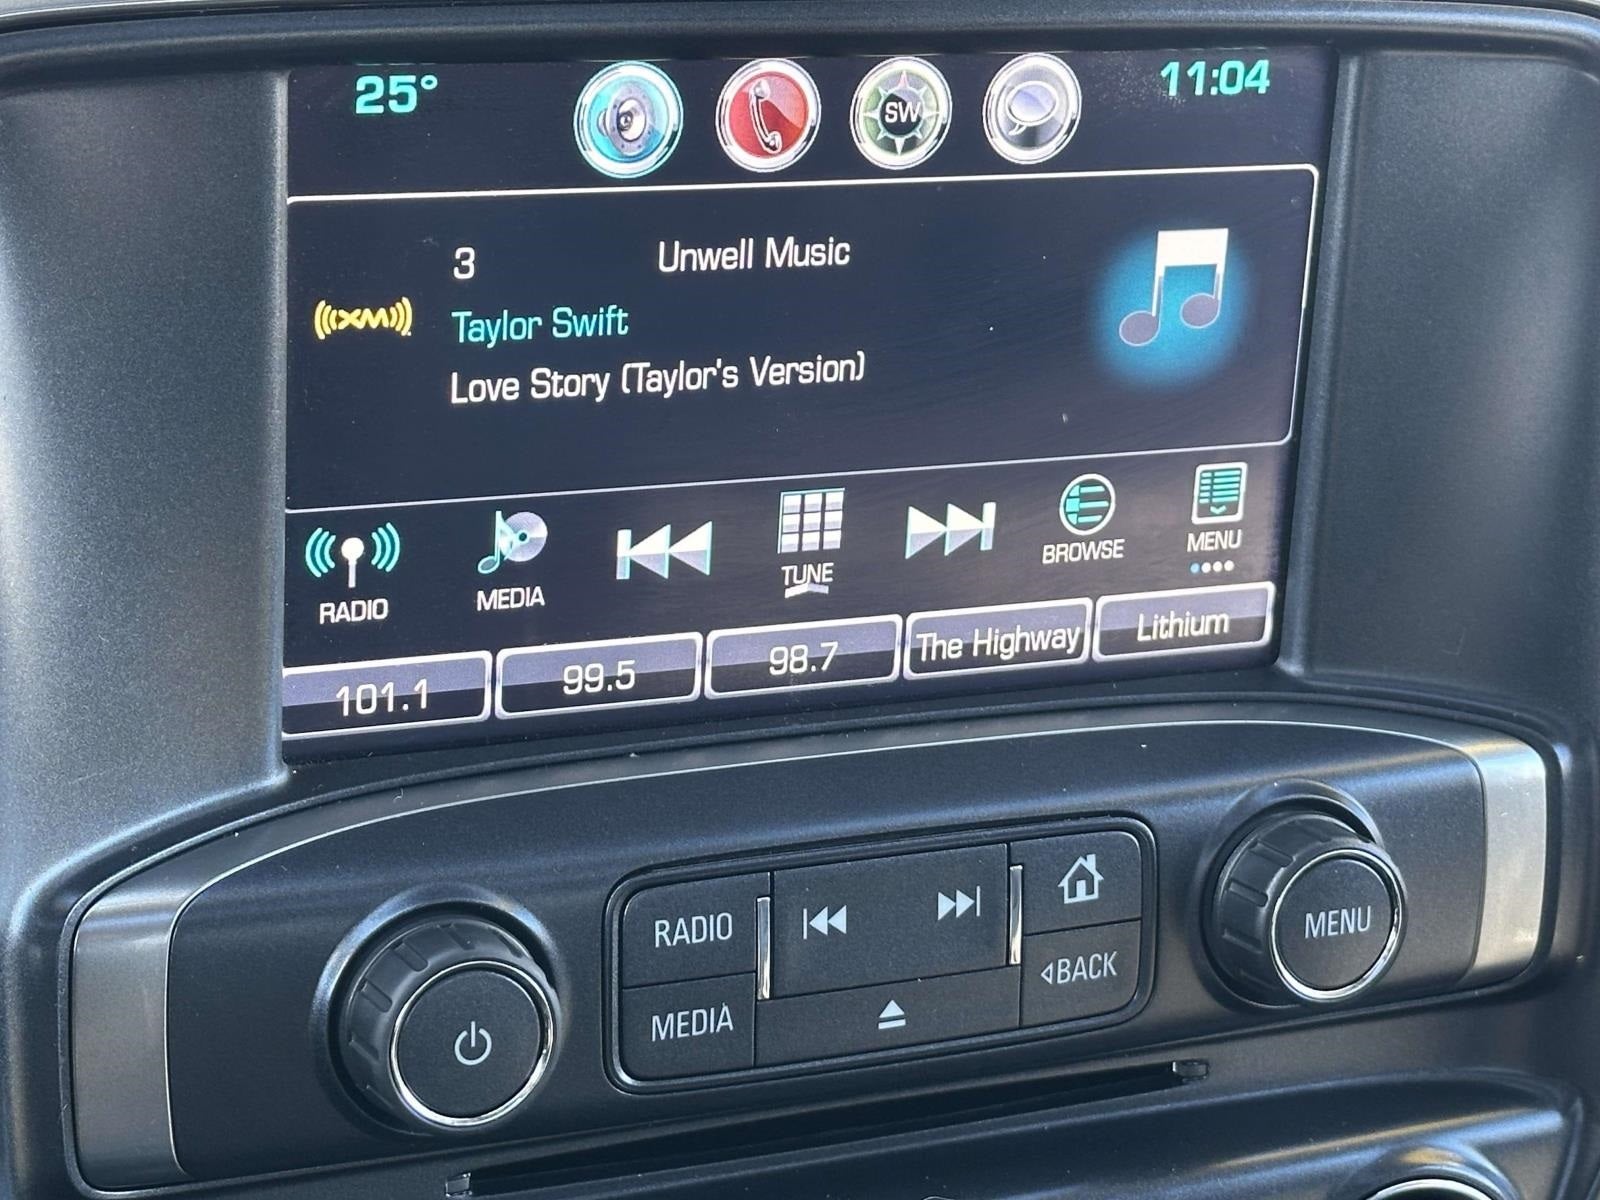 25° SW 11:04
3 Unwell Music
((XM))
Taylor Swift
Love Story (Taylor's Version)
RADIO MEDIA TUNE BROWSE MENU
101.1 99.5 98.7 The Highway Lithium
RADIO
MEDIA
BACK
MENU